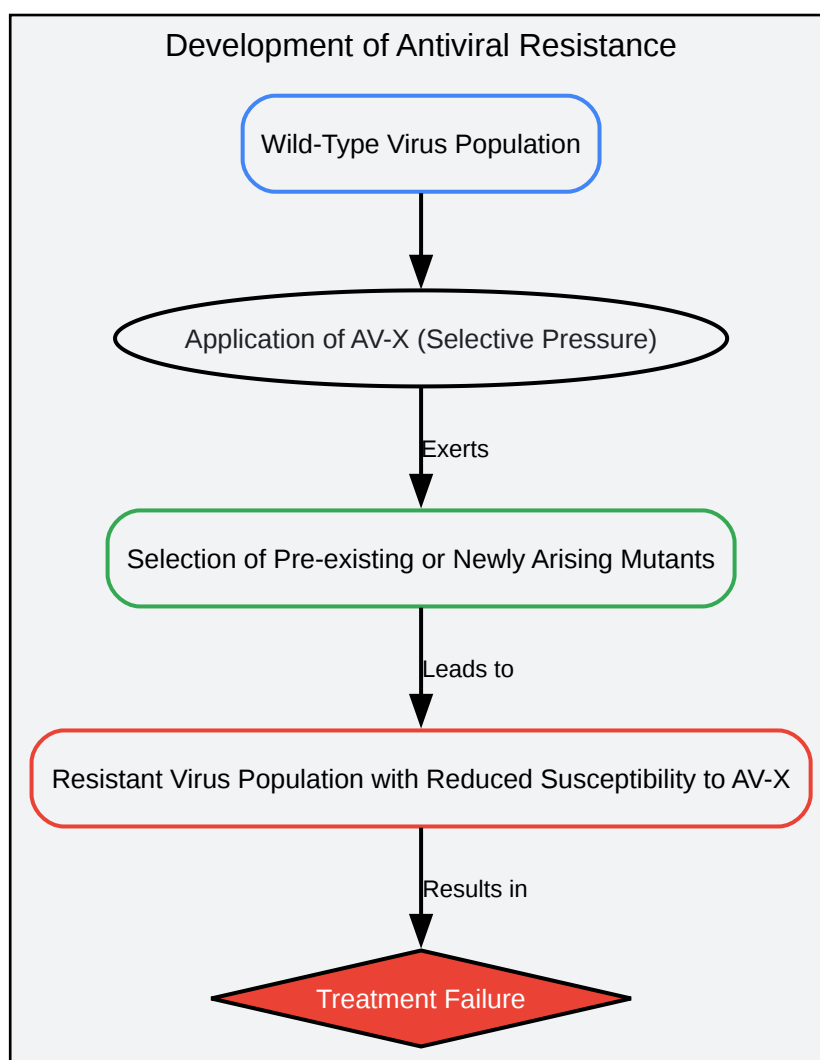 Development of Antiviral Resistance
Wild-Type Virus Population
Application of AV-X (Selective Pressure)
Exerts
Selection of Pre-existing or Newly Arising Mutants
Leads to
Resistant Virus Population with Reduced Susceptibility to AV-X
Results in
Treatment Failure